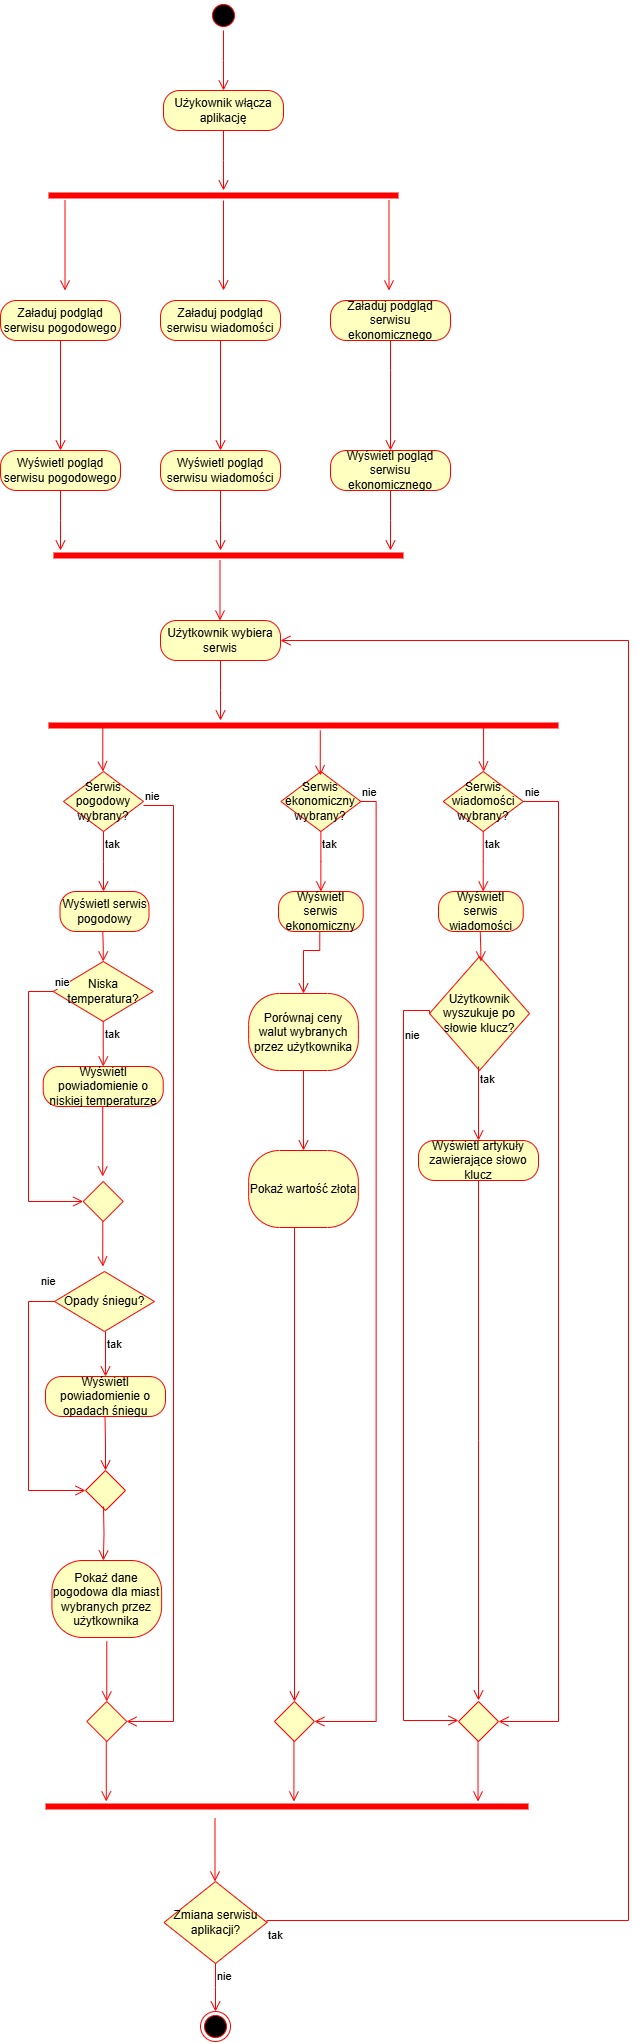 Użykownik włącza
aplikację
Załaduj podgląd
serwisu pogodowego
Załaduj podgląd
serwisu wiadomości
Załaduj podgląd
serwisu
ekonomicznego
Wyświetl pogląd
serwisu pogodowego
Wyświetl pogląd
serwisu wiadomości
Wyświetl pogląd
serwisu
ekonomicznego
Użytkownik wybiera
serwis
Serwis
pogodowy
wybrany?
nie
tak
Serwis
ekonomiczny
wybrany?
nie
tak
Serwis
wiadomości
wybrany?
nie
tak
Wyświetl serwis
pogodowy
Wyświetl
serwis
ekonomiczny
Wyświetl
serwis
wiadomości
nie
Niska
temperatura?
tak
Porównaj ceny
walut wybranych
przez użytkownika
Użytkownik
wyszukuje po
słowie klucz?
nie
tak
Wyświetl
powiadomienie o
niskiej temperaturze
Pokaż wartość złota
Wyświetl artykuły
zawierające słowo
klucz
nie
Opady śniegu?
tak
Wyświetl
powiadomienie o
opadach śniegu
Pokaż dane
pogodowa dla miast
wybranych przez
użytkownika
Zmiana serwisu
aplikacji?
tak
nie